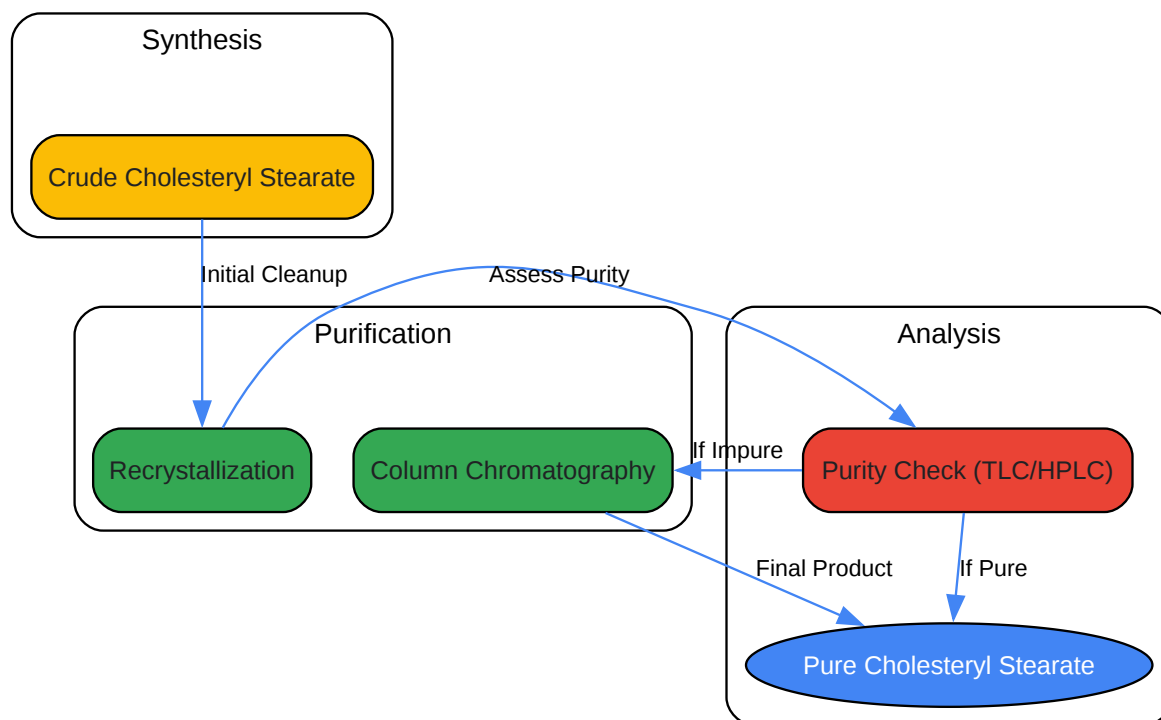 Synthesis
Crude Cholesteryl Stearate
Initial Cleanup
Assess Purity
Purification
Analysis
Recrystallization
Column Chromatography
If Impure
Purity Check (TLC/HPLC)
Final Product
If Pure
Pure Cholesteryl Stearate